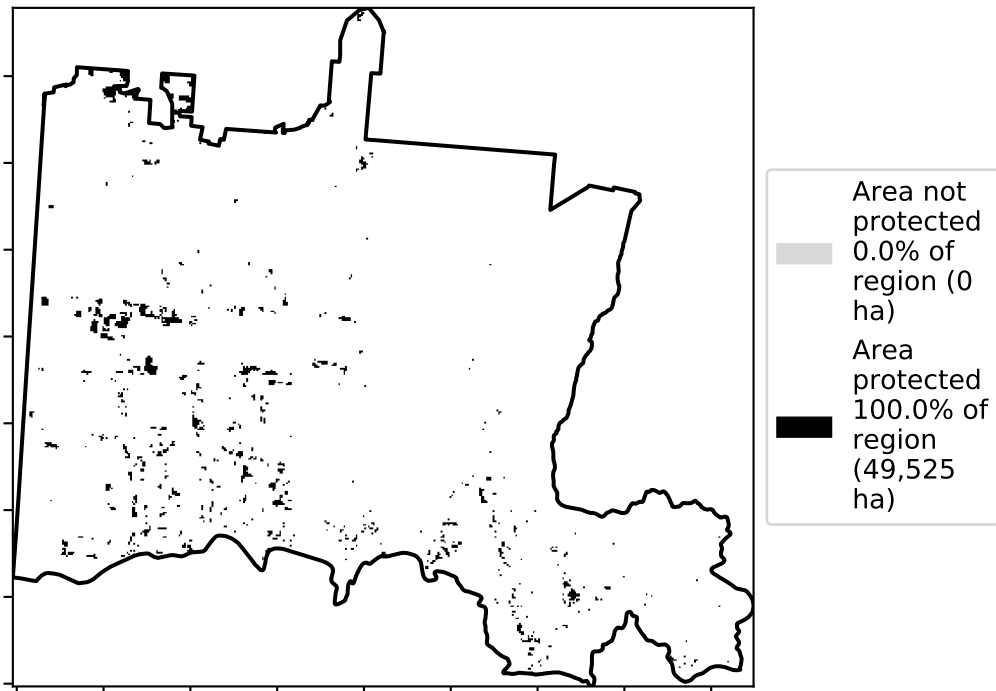 Area not
protected
0.0% of
region (0
ha)
Area
protected
100.0% of
region
(49,525
ha)